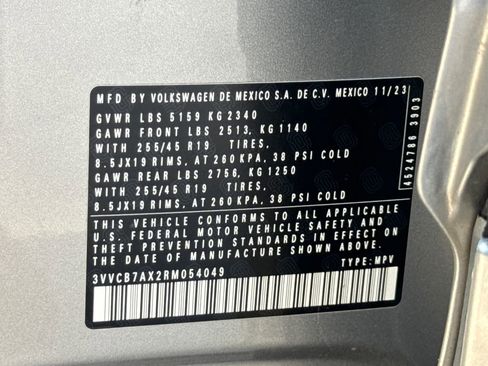 MFD BY VOLKSWAGEN DE MEXICO S.A. DE C.V. MEXICO 11/23
GVWR LBS 5159 KG 2340
GAWR FRONT LBS 2513, KG 1140
WITH 255/45 R19 TIRES,
8.5JX19 RIMS, AT 260 KPA, 38 PSI COLD
GAWR REAR LBS 2756, KG 1250
WITH 255/45 R19 TIRES,
8.5JX19 RIMS, AT 260 KPA, 38 PSI COLD
THIS VEHICLE CONFORMS TO ALL APPLICABLE
U.S. FEDERAL MOTOR VEHICLE SAFETY AND
THEFT PREVENTION STANDARDS IN EFFECT ON
THE DATE OF MANUFACTURE SHOWN ABOVE.
3VVCB7AX2RM054049 TYPE: MPV
4524786 3903